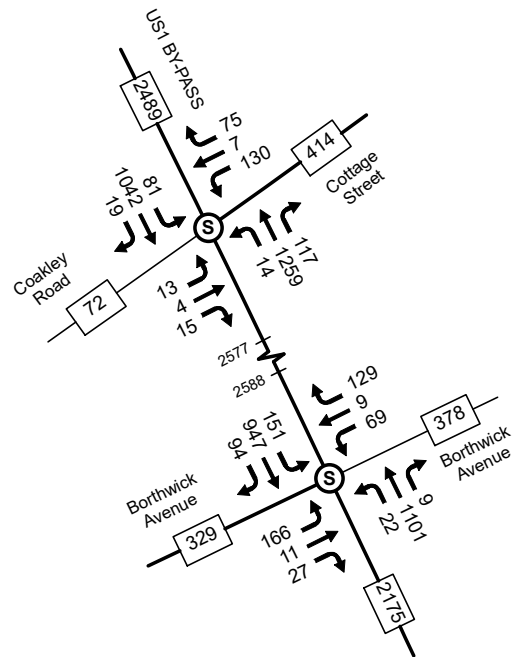 US1 BY-PASS
2489
75
7
130
414
Cottage
Street
81
1042
19
S
Coakley
Road
72
13
4
15
14
1259
117
2577
2588
129
9
69
378
Borthwick
Avenue
151
947
94
S
Borthwick
Avenue
329
166
11
27
22
1101
9
2175